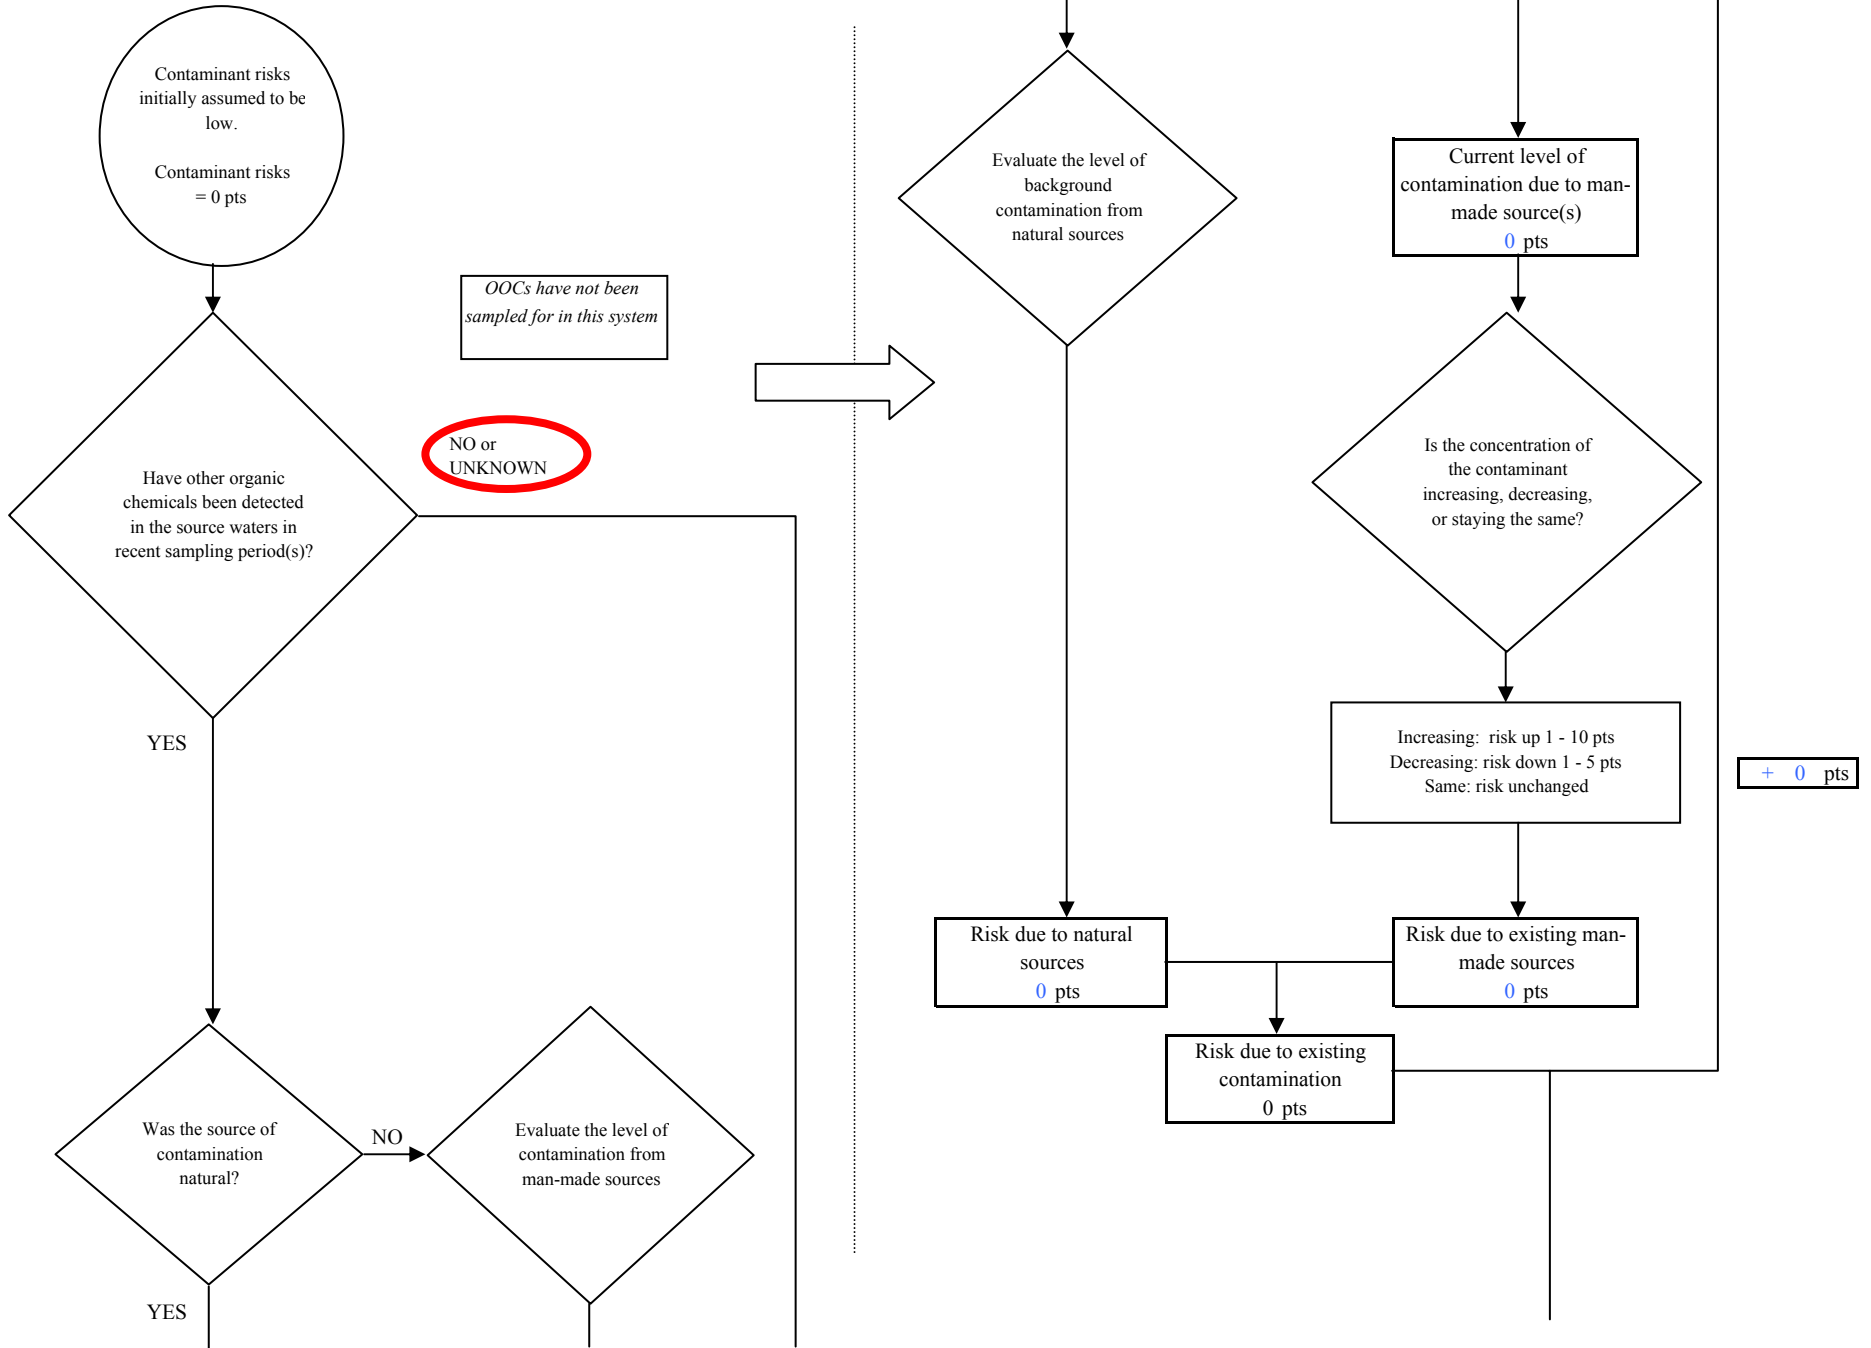 Contaminant risks
initially assumed to be
low.
Contaminant risks
= 0 pts
OOCs have not been
sampled for in this system
NO or
UNKNOWN
Have other organic
chemicals been detected
in the source waters in
recent sampling period(s)?
YES
Was the source of
contamination
natural?
NO
Evaluate the level of
contamination from
man-made sources
YES
Evaluate the level of
background
contamination from
natural sources
Current level of
contamination due to man-
made source(s)
0 pts
Is the concentration of
the contaminant
increasing, decreasing,
or staying the same?
Increasing: risk up 1 - 10 pts
Decreasing: risk down 1 - 5 pts
Same: risk unchanged
+ 0 pts
Risk due to natural
sources
0 pts
Risk due to existing man-
made sources
0 pts
Risk due to existing
contamination
0 pts